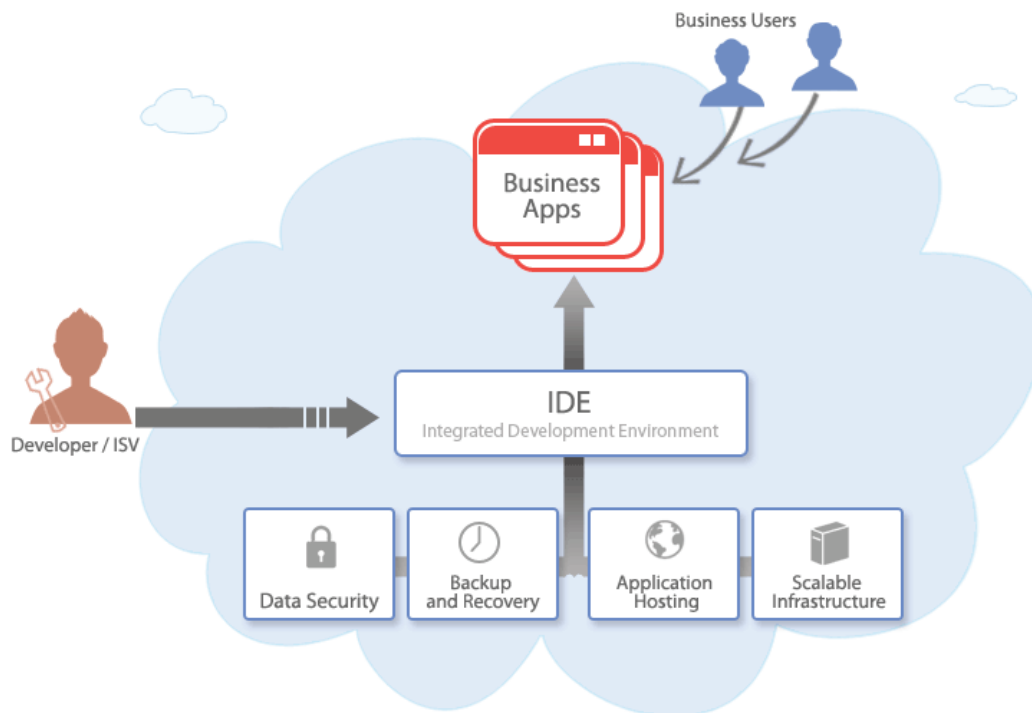 Business Users
Business
Apps
IDE
Integrated Development Environment
Developer / ISV
Data Security
Backup
and Recovery
Application
Hosting
Scalable
Infrastructure